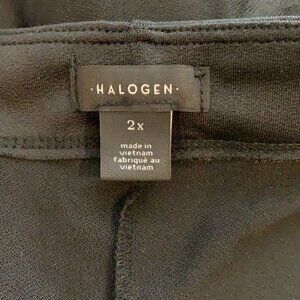 ·HALOGEN·
2x
made in
vietnam
fabriqué au
vietnam